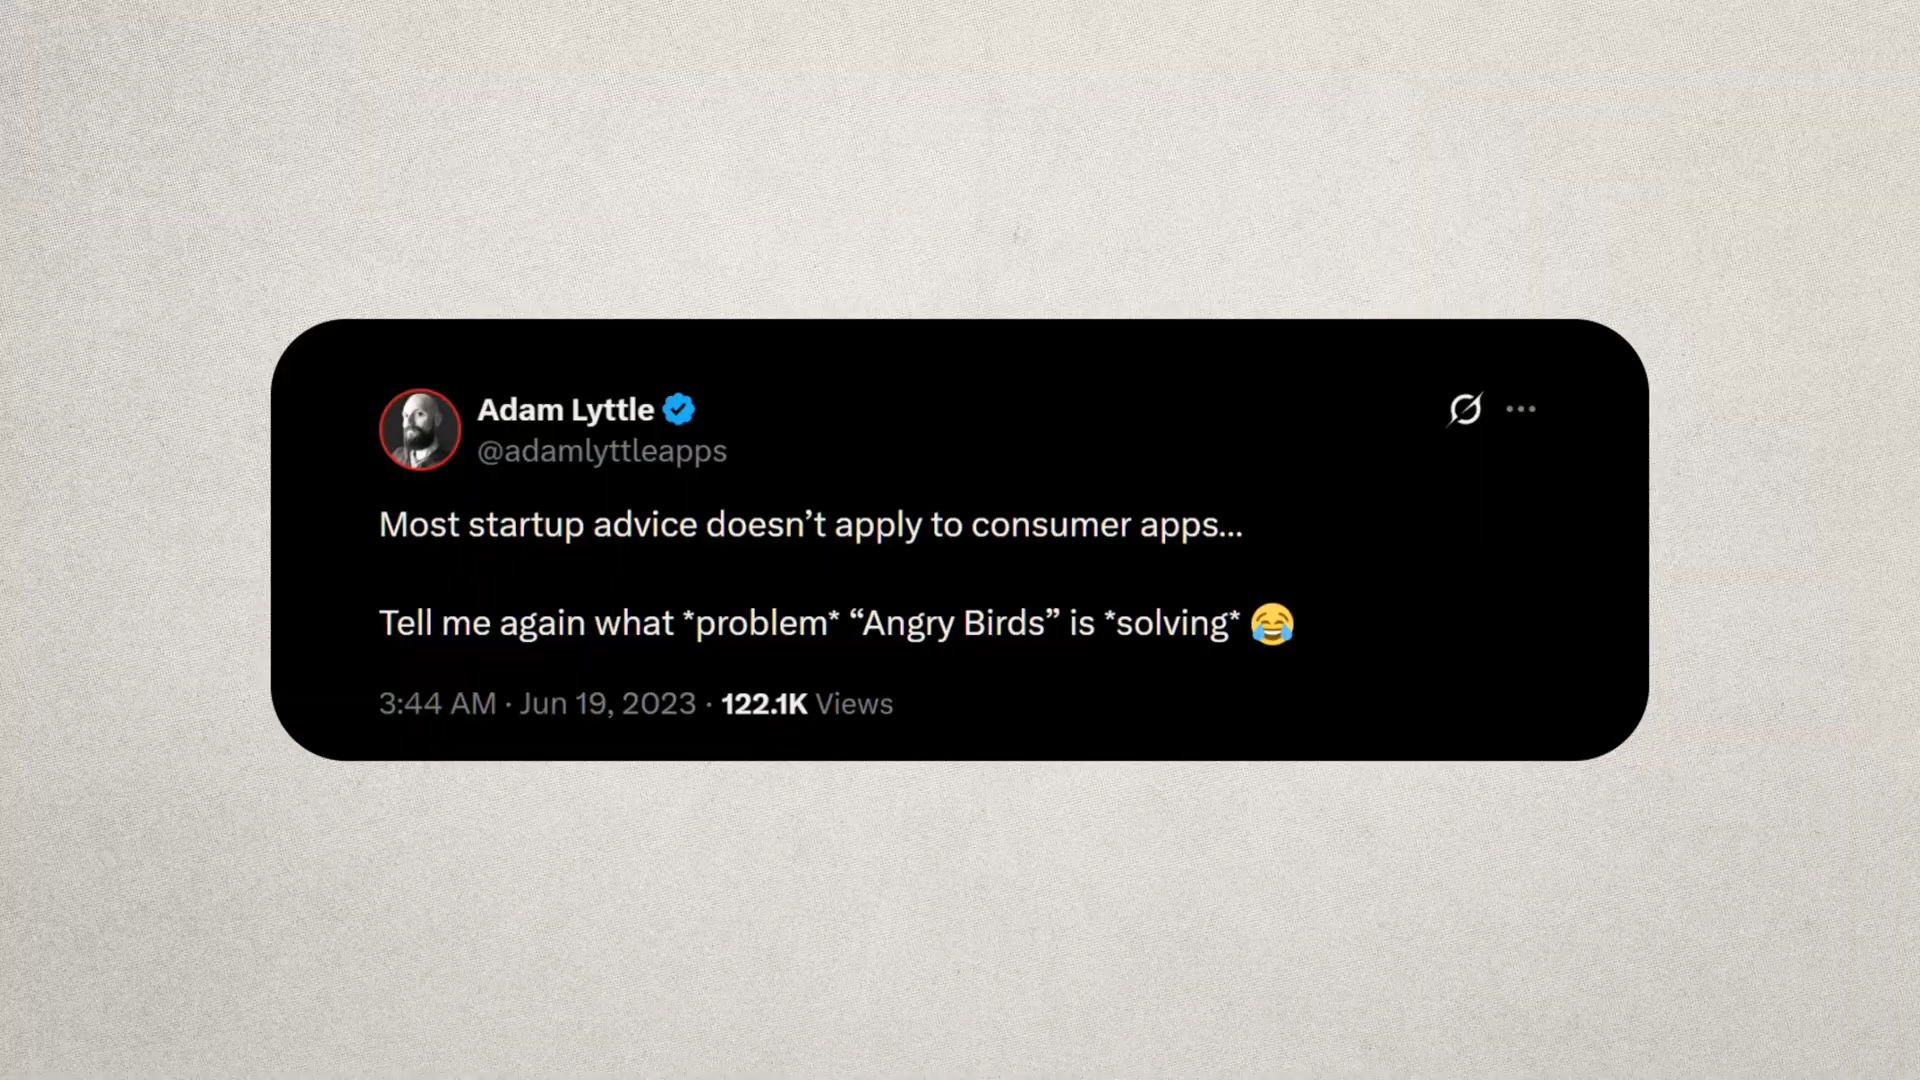 Adam Lyttle
@adamlyttleapps
Most startup advice doesn’t apply to consumer apps...
Tell me again what *problem* “Angry Birds” is *solving* 😂
3:44 AM · Jun 19, 2023 · 122.1K Views